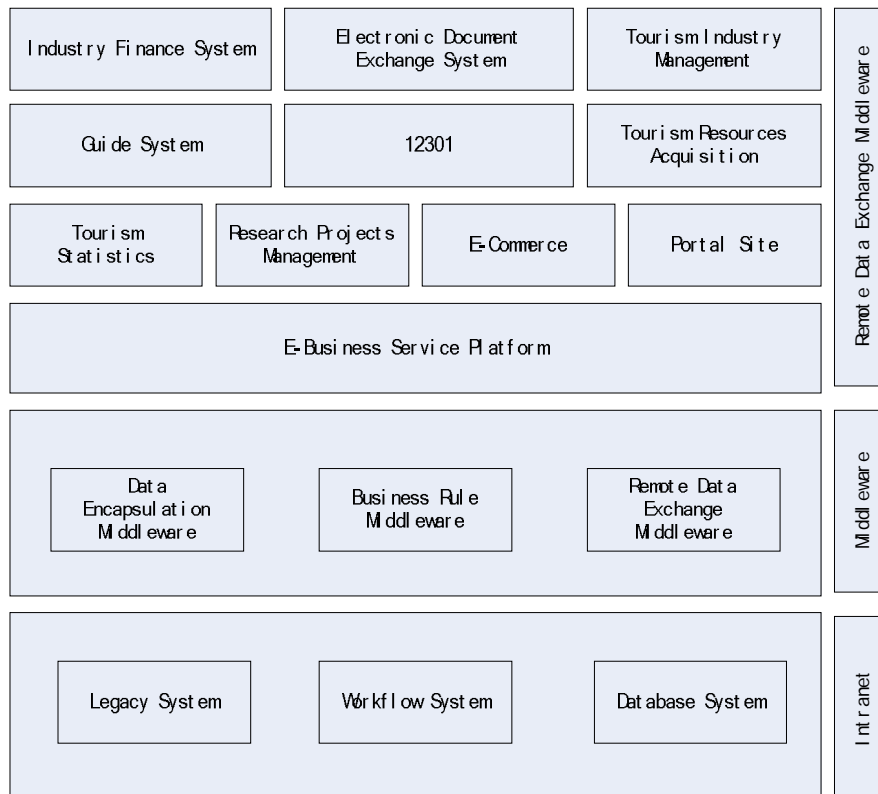 Industry Finance System
Electronic Document
Exchange System
Tourism Industry
Management
Guide System
12301
Tourism Resources
Acquisition
Tourism
Statistics
Research Projects
Management
E-Commerce
Portal Site
E-Business Service Platform
Remote Data Exchange Middleware
Data
Encapsulation
Middleware
Business Rule
Middleware
Remote Data
Exchange
Middleware
Middleware
Legacy System
Workflow System
Database System
Intranet